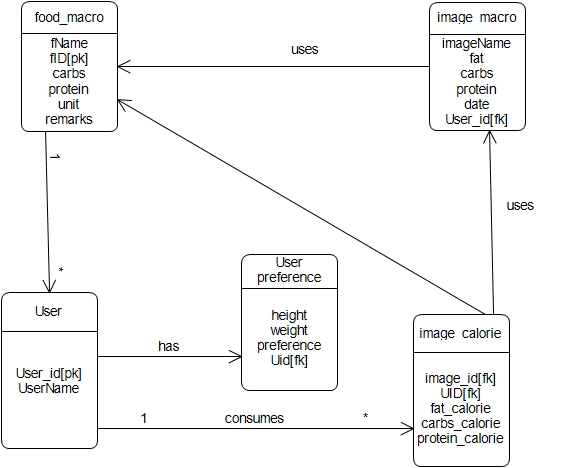 food_macro
fName
fID[pk]
carbs
protein
unit
remarks
uses
image macro
imageName
fat
carbs
protein
date
User_id[fk]
1
*
uses
User
User_id[pk]
UserName
has
User
preference
height
weight
preference
Uid[fk]
1
consumes
*
image calorie
image_id[fk]
UID[fk]
fat_calorie
carbs_calorie
protein_calorie